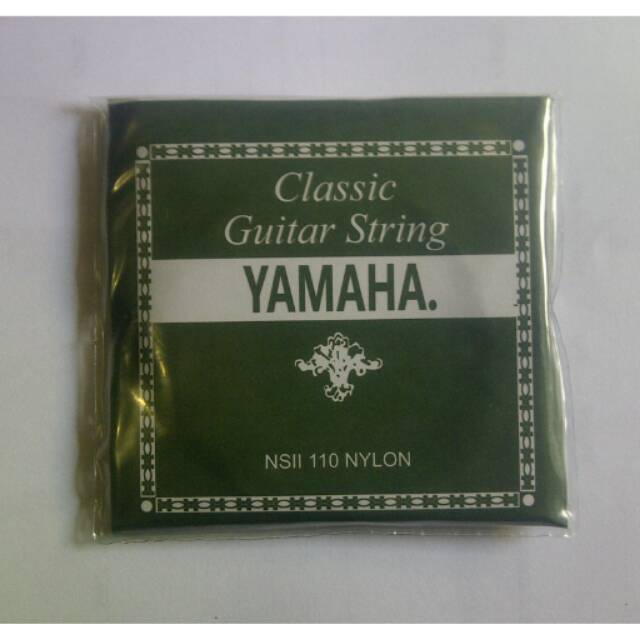 Classic
Guitar String
YAMAHA.
NSII 110 NYLON